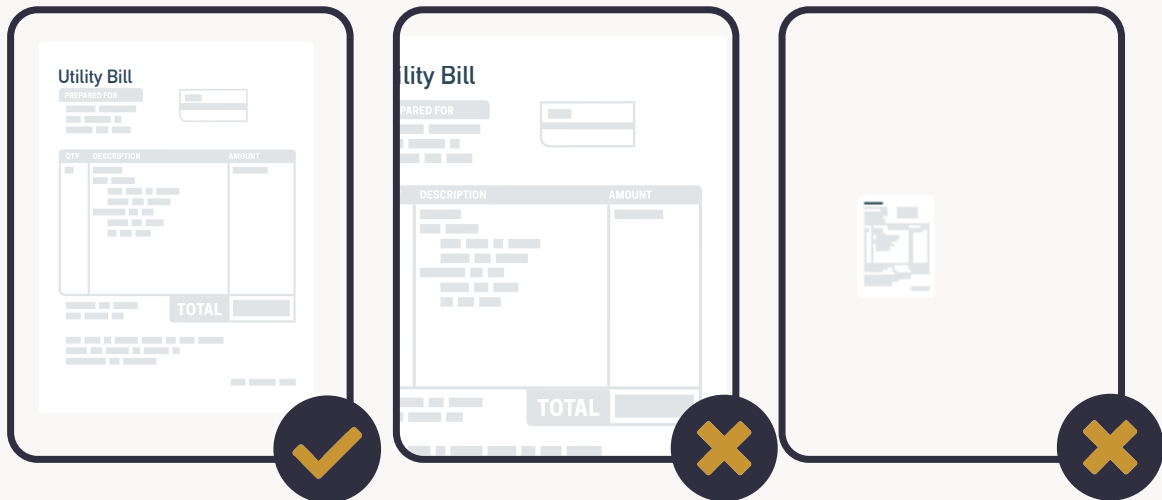 Utility Bill
PREPARED FOR
QTY DESCRIPTION AMOUNT
TOTAL
ility Bill
PARED FOR
DESCRIPTION AMOUNT
TOTAL